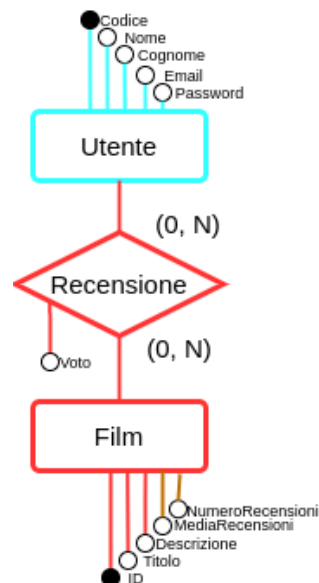 Codice
Nome
Cognome
Email
Password
Utente
(0, N)
Recensione
(0, N)
Voto
Film
NumeroRecensioni
MediaRecensioni
Descrizione
Titolo
ID